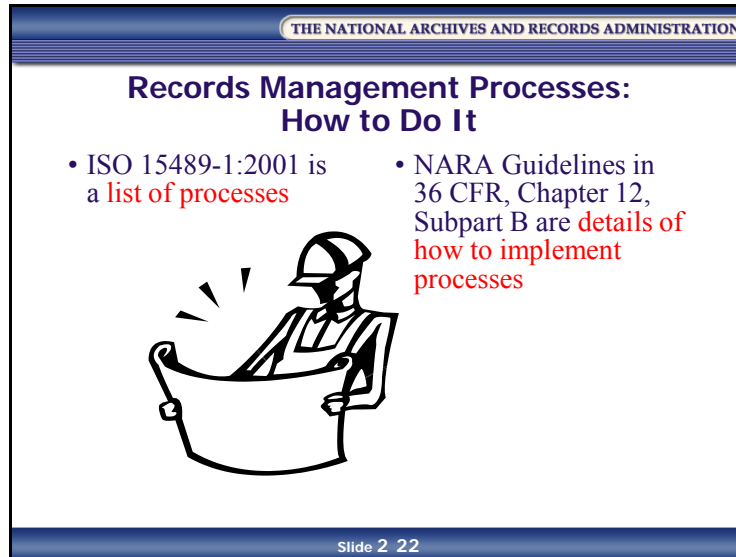 THE NATIONAL ARCHIVES AND RECORDS ADMINISTRATION
Records Management Processes:
How to Do It
• ISO 15489-1:2001 is
a list of processes
• NARA Guidelines in
36 CFR, Chapter 12,
Subpart B are details of
how to implement
processes
Slide 2 22